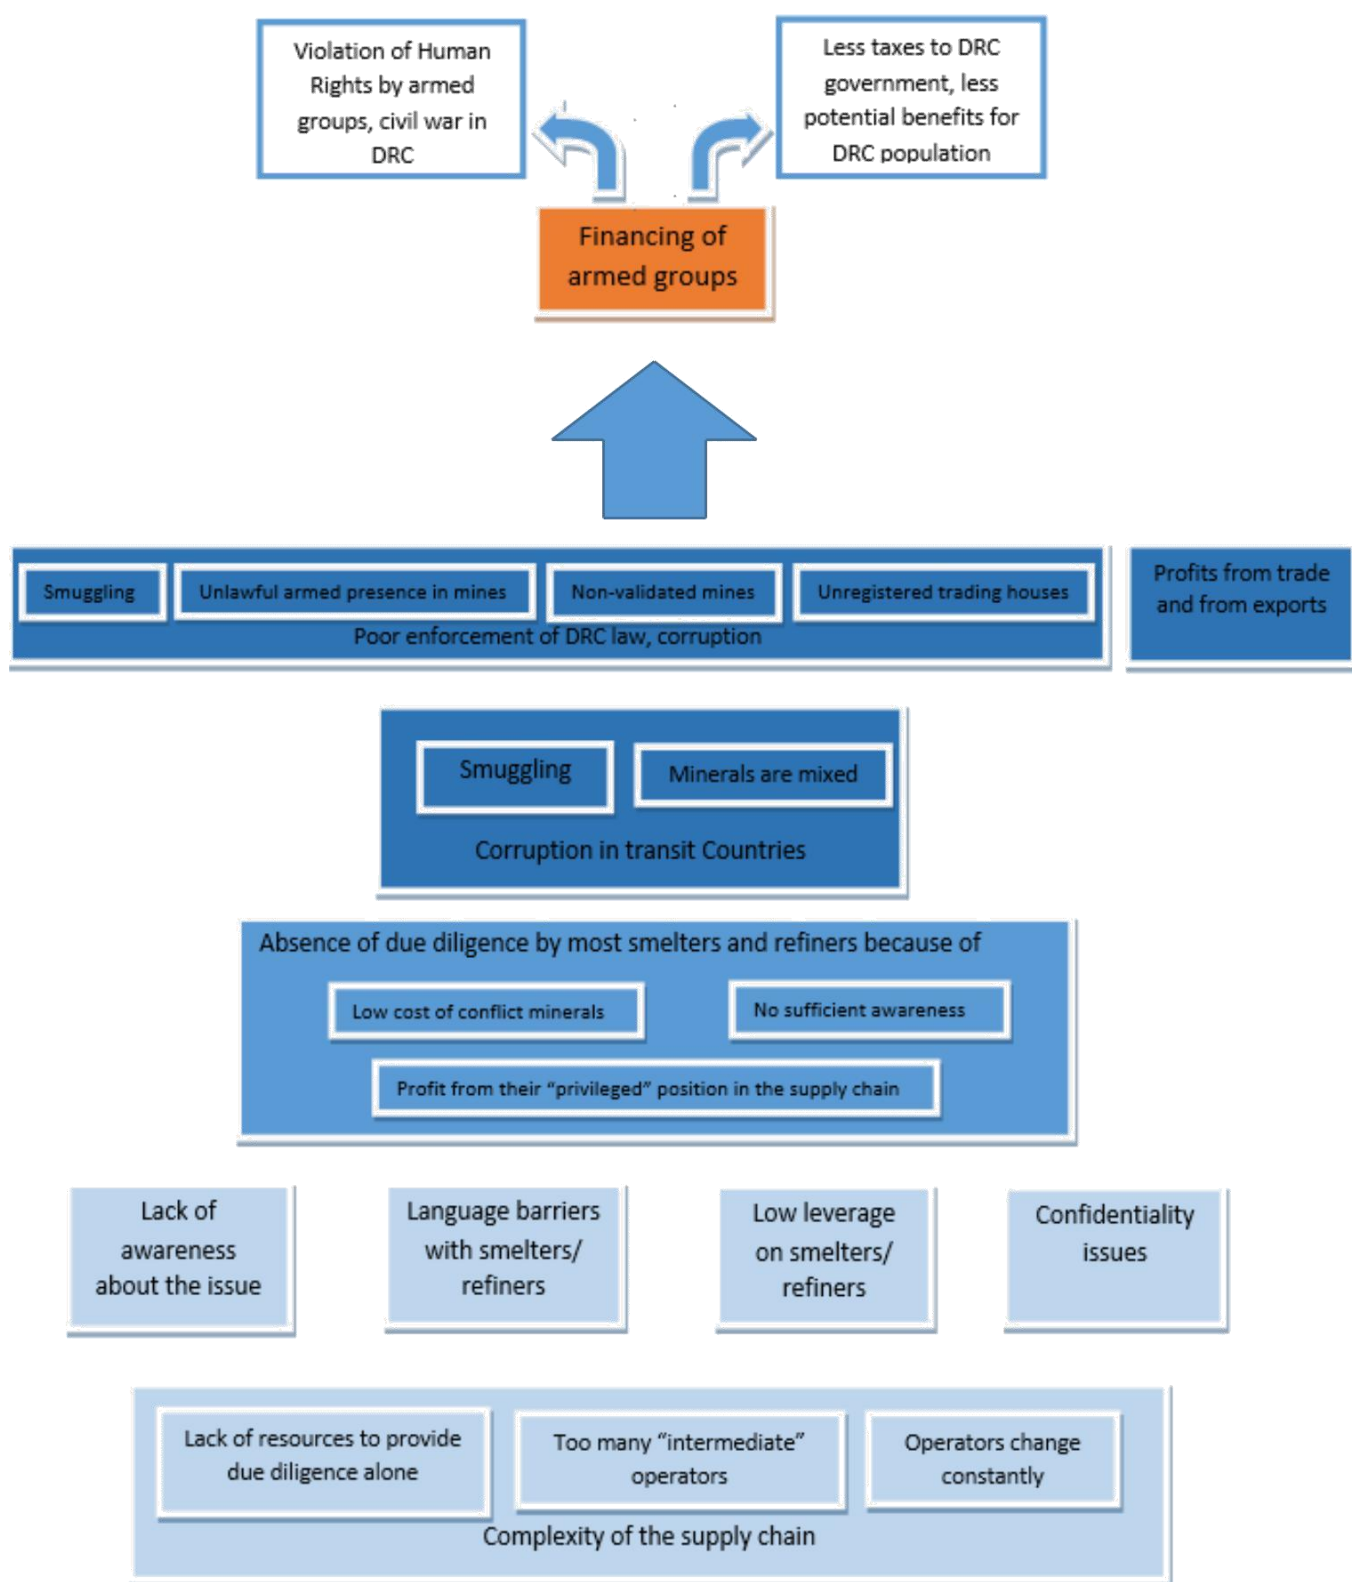 Violation of Human
Rights by armed
groups, civil war in
DRC
Less taxes to DRC
government, less
potential benefits for
DRC population
Financing of
armed groups
Smuggling
Unlawful armed presence in mines
Non-validated mines
Unregistered trading houses
Poor enforcement of DRC law, corruption
Profits from trade
and from exports
Smuggling
Minerals are mixed
Corruption in transit Countries
Absence of due diligence by most smelters and refiners because of
Low cost of conflict minerals
No sufficient awareness
Profit from their “privileged” position in the supply chain
Lack of
awareness
about the issue
Language barriers
with smelters/
refiners
Low leverage
on smelters/
refiners
Confidentiality
issues
Lack of resources to provide
due diligence alone
Too many “intermediate”
operators
Operators change
constantly
Complexity of the supply chain